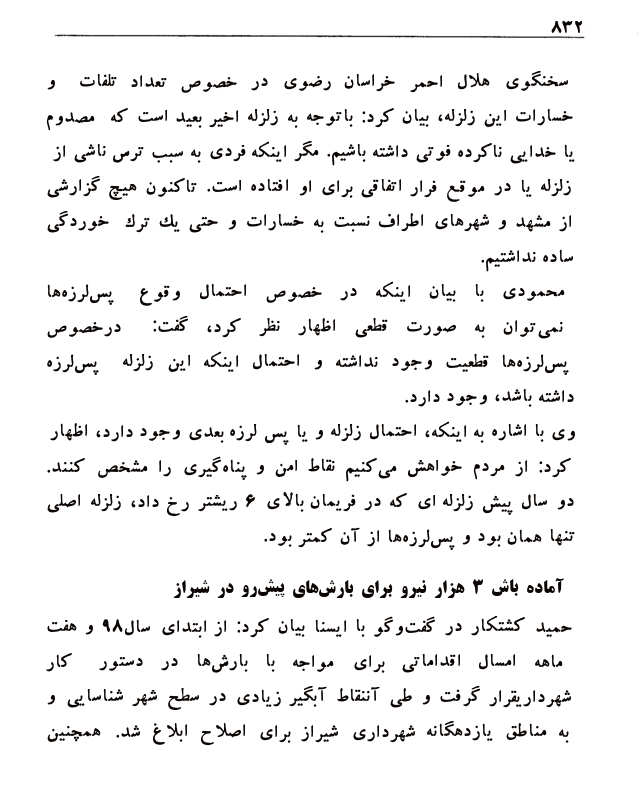 ۸۳۲
سخنگوی هلال احمر خراسان رضوی در خصوص تعداد تلفات و
خسارات این زلزله، بیان کرد: باتوجه به زلزله اخیر بعید است که مصدوم
یا خدایی ناکرده فوتی داشته باشیم. مگر اینکه فردی به سبب ترس ناشی از
زلزله یا در موقع فرار اتفاقی برای او افتاده است. تاکنون هیچ گزارشی
از مشهد و شهرهای اطراف نسبت به خسارات و حتی یك ترك خوردگی
ساده نداشتیم.
محمودی با بیان اینکه در خصوص احتمال وقوع پس‌لرزه‌ها
نمی‌توان به صورت قطعی اظهار نظر کرد، گفت: درخصوص
پس‌لرزه‌ها قطعیت وجود نداشته و احتمال اینکه این زلزله پس‌لرزه
داشته باشد، وجود دارد.
وی با اشاره به اینکه، احتمال زلزله و یا پس لرزه بعدی وجود دارد، اظهار
کرد: از مردم خواهش می‌کنیم نقاط امن و پناه‌گیری را مشخص کنند.
دو سال پیش زلزله ای که در فریمان بالای ۶ ریشتر رخ داد، زلزله اصلی
تنها همان بود و پس‌لرزه‌ها از آن کمتر بود.
آماده باش ۳ هزار نیرو برای بارش‌های پیش‌رو در شیراز
حمید کشتکار در گفت‌وگو با ایسنا بیان کرد: از ابتدای سال۹۸ و هفت
ماهه امسال اقداماتی برای مواجه با بارش‌ها در دستور کار
شهرداریقرار گرفت و طی آننقاط آبگیر زیادی در سطح شهر شناسایی و
به مناطق یازدهگانه شهرداری شیراز برای اصلاح ابلاغ شد. همچنین